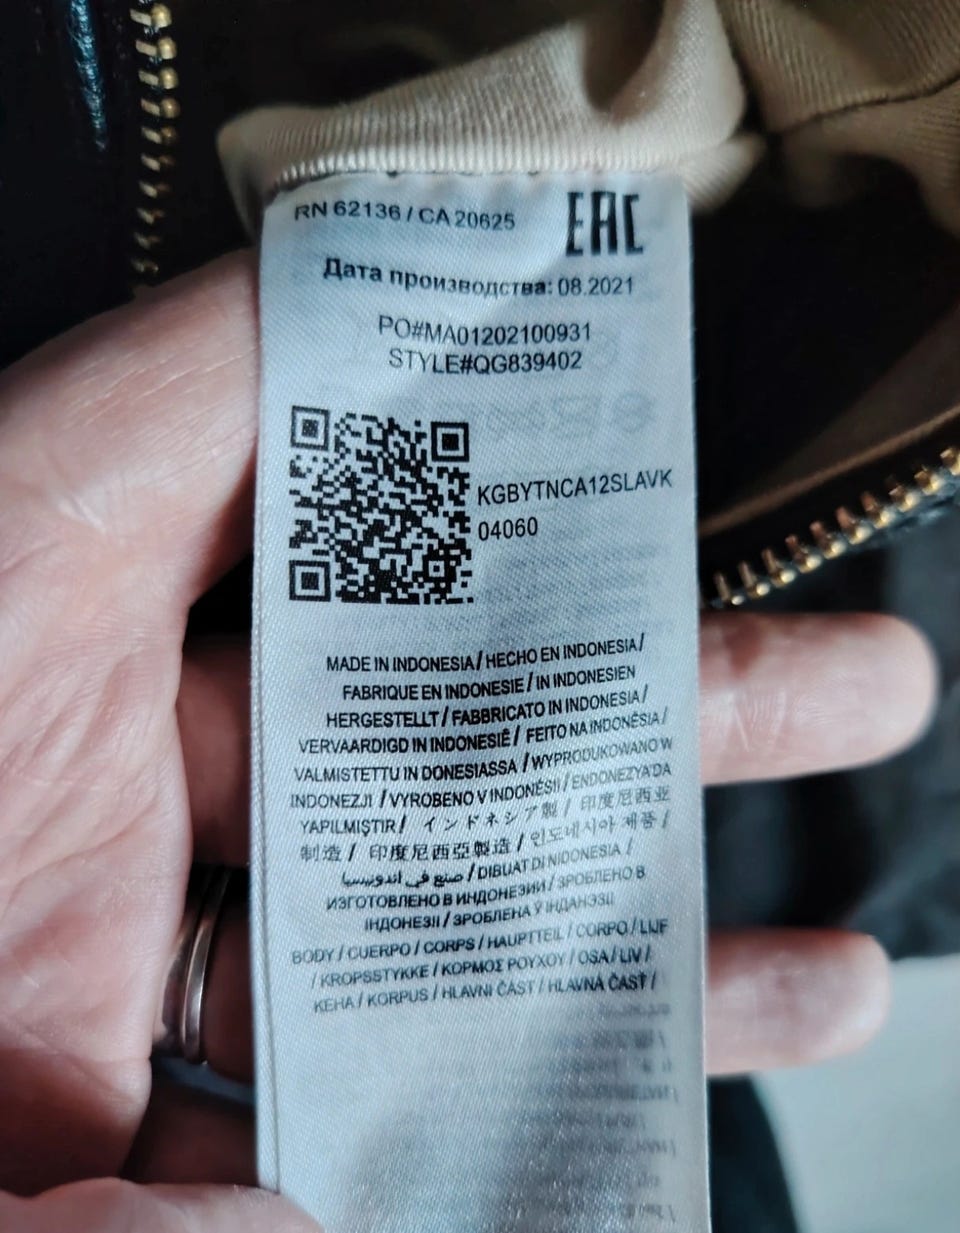 RN 62136 / CA 20625
EAC
Дата производства: 08.2021
PO#MA01202100931
STYLE#QG839402
KGBYTNCA12SLAVK
04060
MADE IN INDONESIA / HECHO EN INDONESIA /
FABRIQUE EN INDONESIE / IN INDONESIEN
HERGESTELLT / FABBRICATO IN INDONESIA /
VERVAARDIGD IN INDONESIË / FEITO NA INDONÉSIA /
VALMISTETTU IN DONESIASSA / WYPRODUKOWANO W
INDONEZJI / VYROBENO V INDONÉSII / ENDONEZYA'DA
YAPILMIŞTIR / インドネシア製 / 印度尼西亚
制造 / 印度尼西亞製造 / 인도네시아 제품 /
صنع في اندونيسيا / DIBUAT DI NIDONESIA /
ИЗГОТОВЛЕНО В ИНДОНЕЗИИ / ЗРОБЛЕНО В
ІНДОНЕЗІЇ / ЗРОБЛЕНА Ў ІНДАНЭЗІІ
BODY / CUERPO / CORPS / HAUPTTEIL / CORPO / LIJF
/ KROPSSTYKKE / ΚΟΡΜΟΣ ΡΟΥΧΟΥ / OSA / LIV /
KEHA / KORPUS / HLAVNI ČAST / HLAVNÁ ČASŤ /